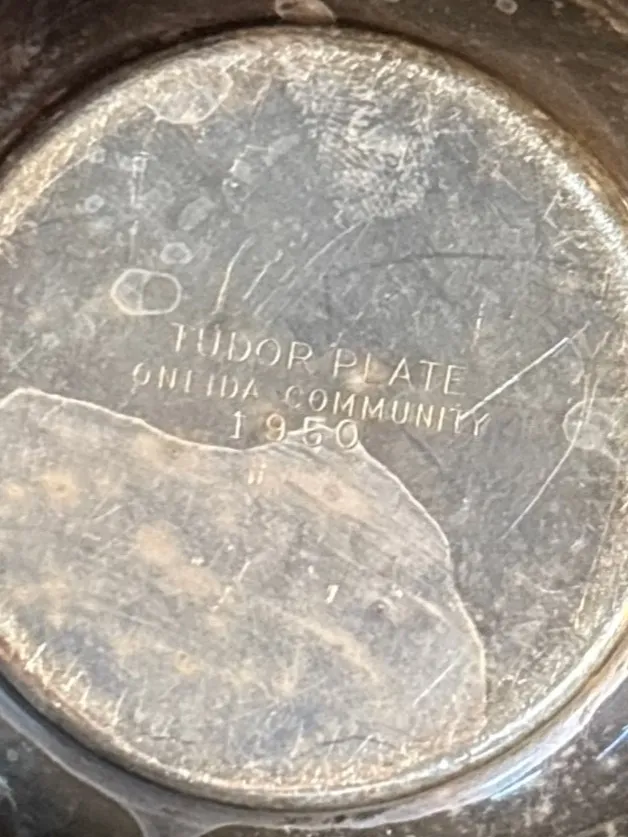 TUDOR PLATE
ONEIDA COMMUNITY
1950